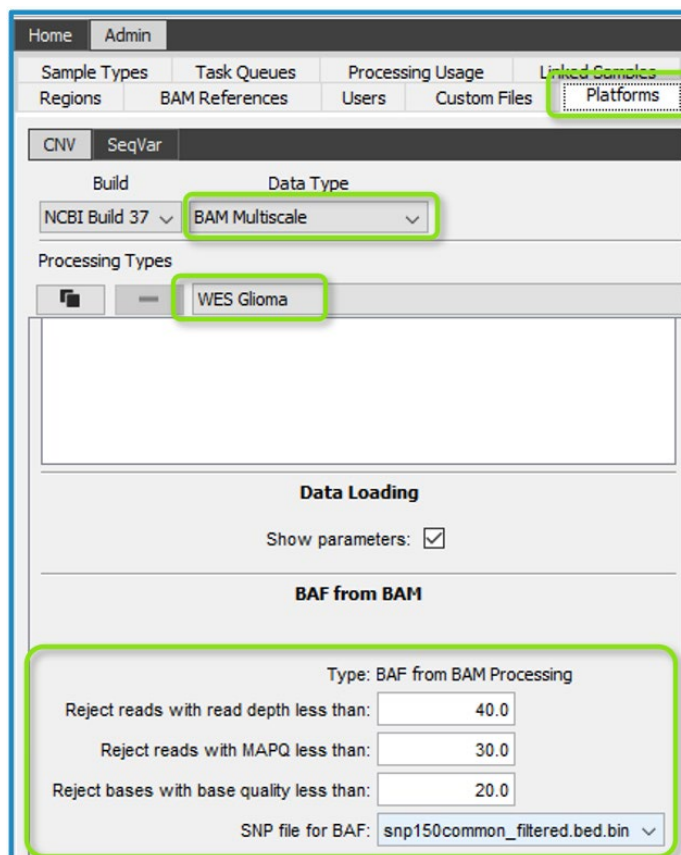 Home Admin
Sample Types Task Queues Processing Usage Linked Samples
Regions BAM References Users Custom Files Platforms
CNV SeqVar
Build Data Type
NCBI Build 37 BAM Multiscale
Processing Types
WES Glioma
Data Loading
Show parameters:
BAF from BAM
Type: BAF from BAM Processing
Reject reads with read depth less than: 40.0
Reject reads with MAPQ less than: 30.0
Reject bases with base quality less than: 20.0
SNP file for BAF: snp150common_filtered.bed.bin